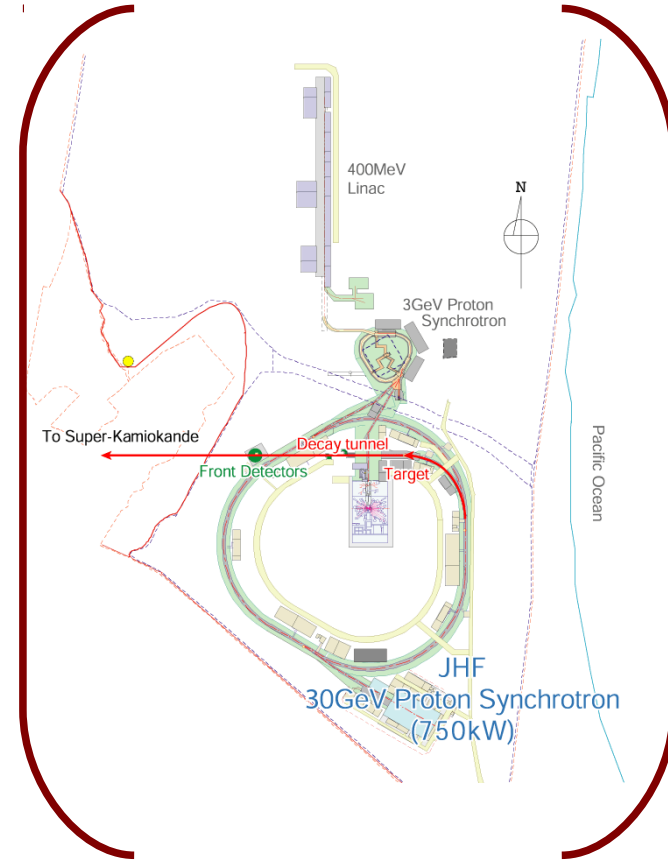 400MeV
Linac
N
3GeV Proton
Synchrotron
To Super-Kamiokande
Decay tunnel
Front Detectors
Target
Pacific Ocean
JHF
30GeV Proton Synchrotron
(750kW)